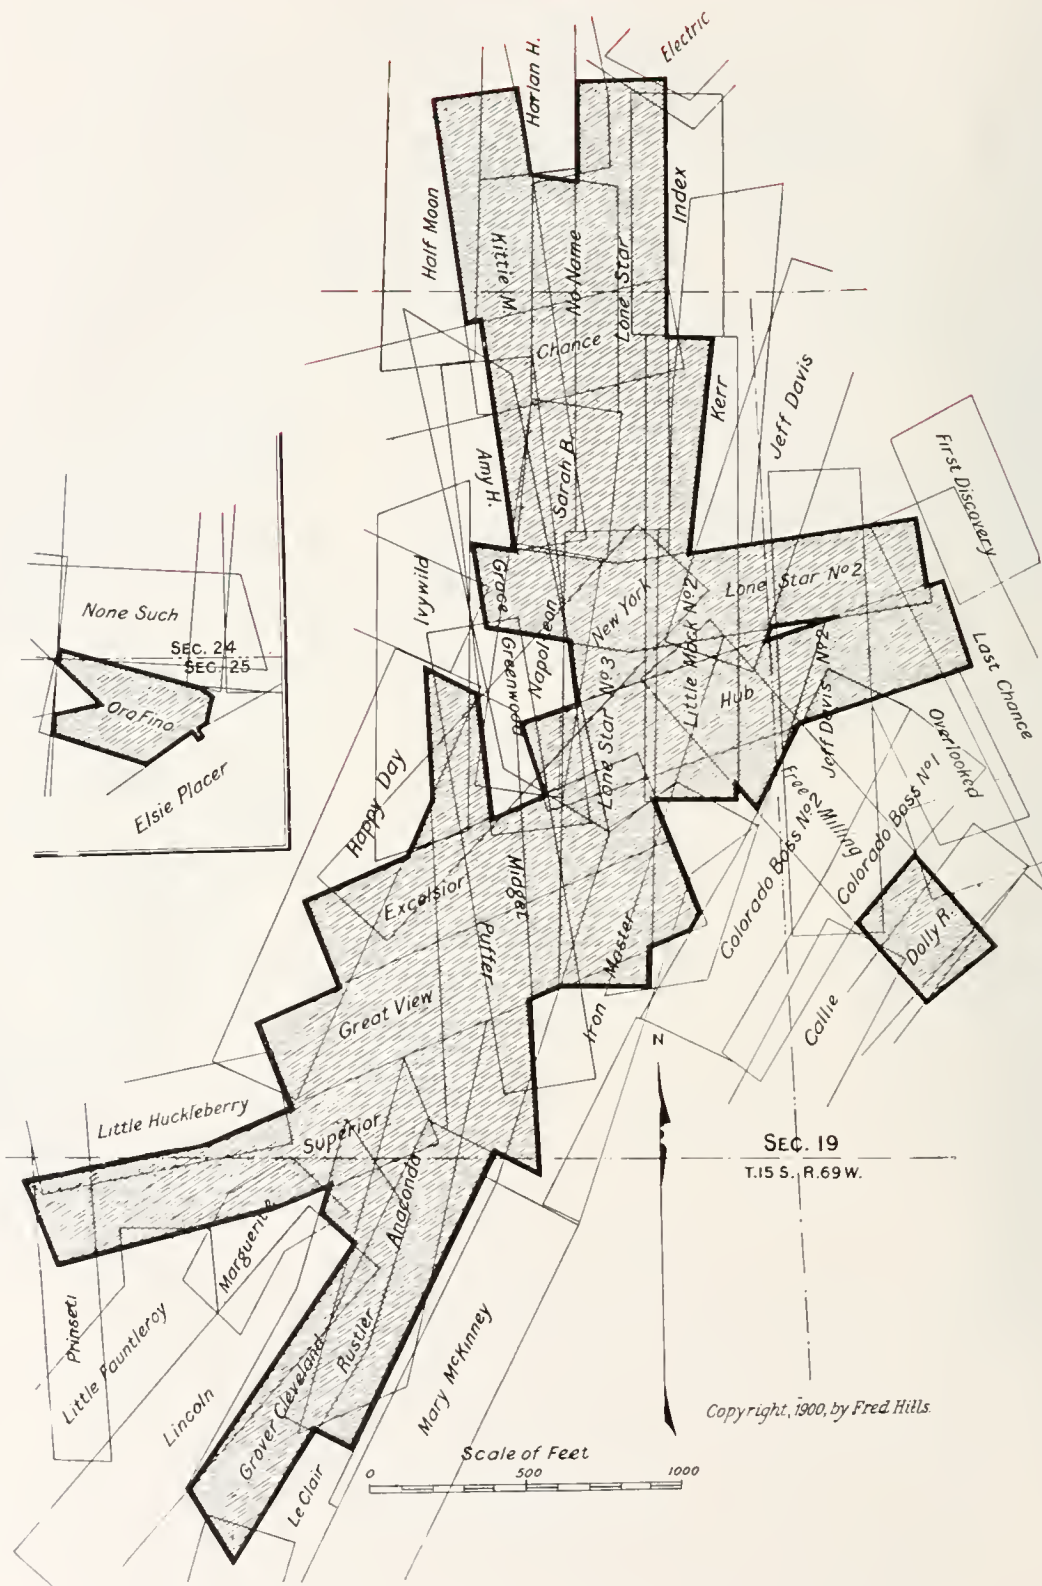 Electric
Harlan H.
Half Moon
Kittie M.
No Name
Lone Star
Index
Chance
Kerr
Jeff Davis
Amy H.
Sarah B.
First Discovery
Ivywild
Grace
Greenwood
Napoleon
New York
Lone Star No 3
Little Mack No 2
Lone Star No 2
Hub
Jeff Davis No 2
Last Chance
Overlooked
None Such
SEC. 24
SEC. 25
Oro Fino
Elsie Placer
Happy Day
Free Milling
Colorado Boss No 2
Colorado Boss No 1
Excelsior
Midget
Puffer
Iron Master
Dolly R.
Callie
Great View
N
Little Huckleberry
Superior
Anaconda
SEC. 19
T.15 S. R.69 W.
Marguerite
Prinset
Little Fauntleroy
Lincoln
Rustler
Grover Cleveland
Mary McKinney
Le Clair
Copyright, 1900, by Fred Hills.
Scale of Feet
0 500 1000